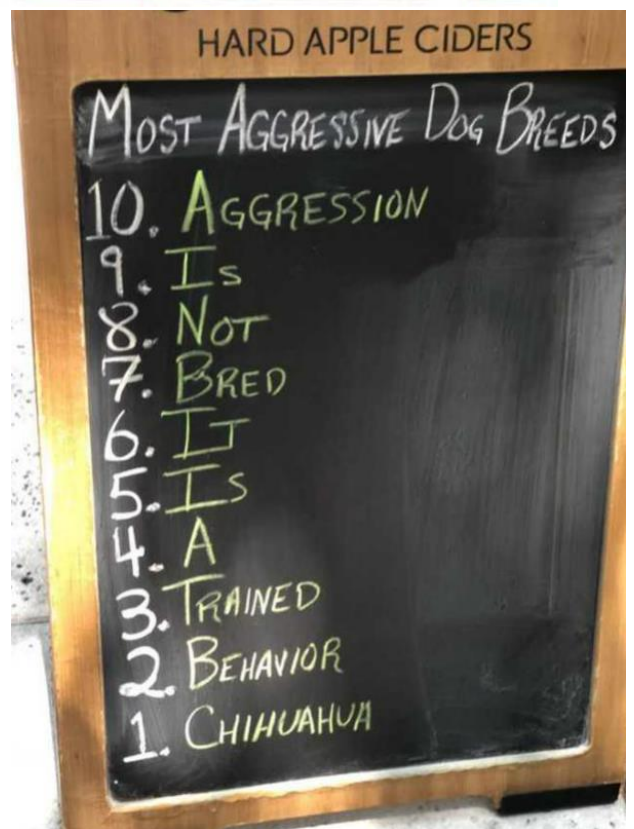 HARD APPLE CIDERS
MOST AGGRESSIVE DOG BREEDS
10. AGGRESSION
9. IS
8. NOT
7. BRED
6. IT
5. IS
4. A
3. TRAINED
2. BEHAVIOR
1. CHIHUAHUA